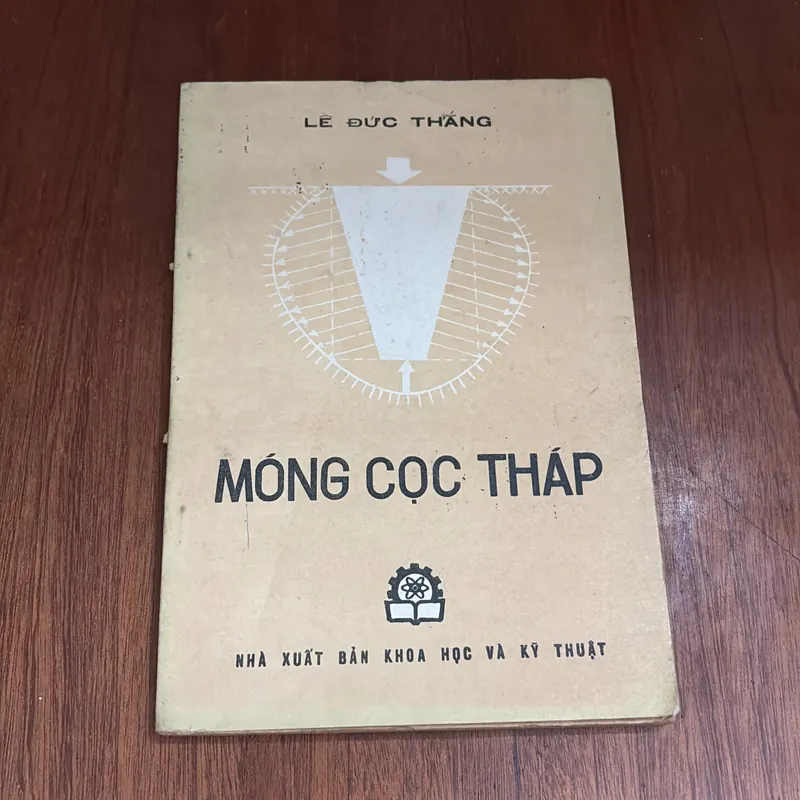 LÊ ĐỨC THẮNG
MÓNG CỌC THÁP
NHÀ XUẤT BẢN KHOA HỌC VÀ KỸ THUẬT